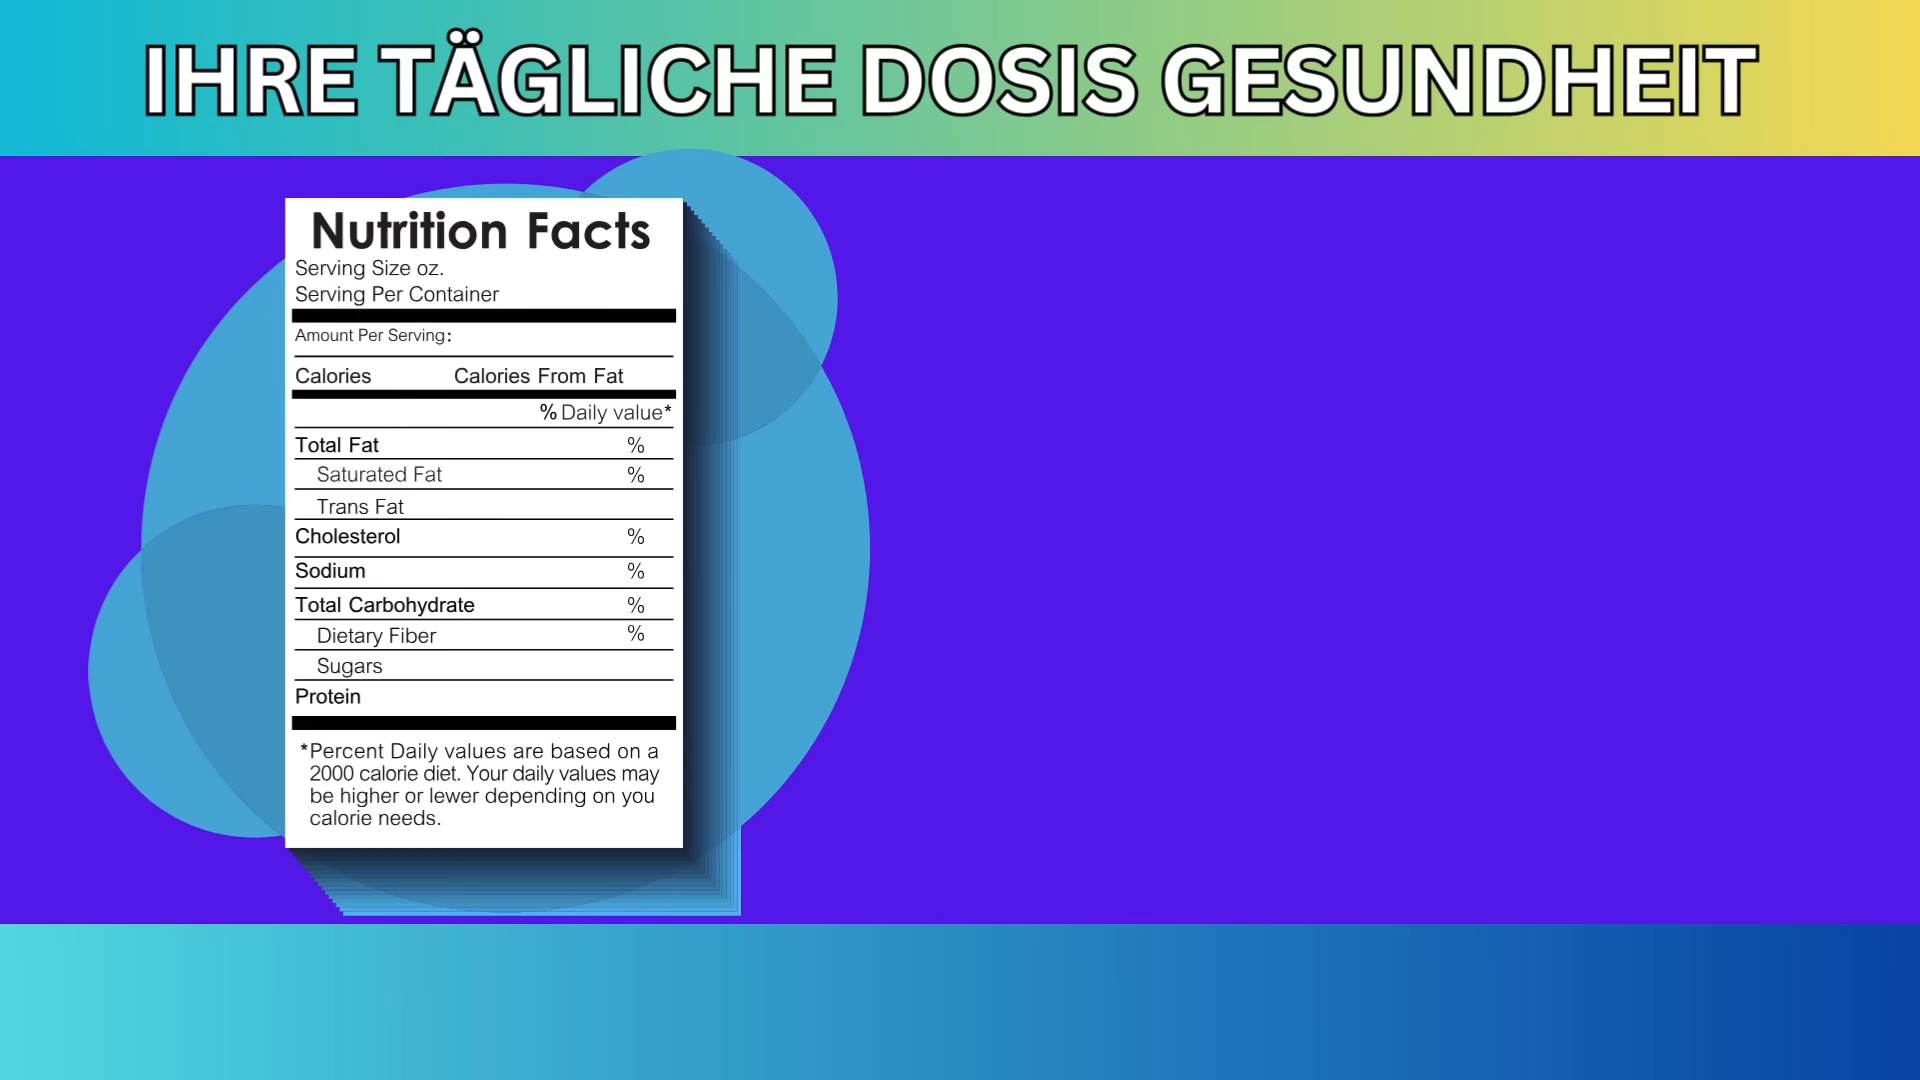 IHRE TÄGLICHE DOSIS GESUNDHEIT
Nutrition Facts
Serving Size oz.
Serving Per Container
Amount Per Serving:
Calories Calories From Fat
% Daily value*
Total Fat %
Saturated Fat %
Trans Fat
Cholesterol %
Sodium %
Total Carbohydrate %
Dietary Fiber %
Sugars
Protein
*Percent Daily values are based on a
2000 calorie diet. Your daily values may
be higher or lewer depending on you
calorie needs.